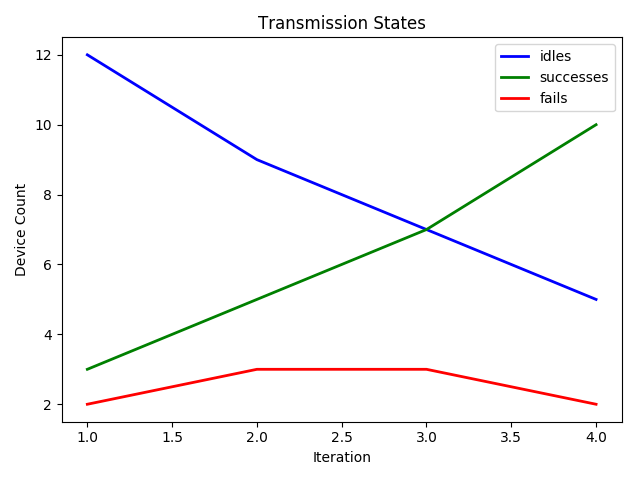 Transmission States
idles
successes
fails
12
10
8
6
4
2
Device Count
1.0 1.5 2.0 2.5 3.0 3.5 4.0
Iteration